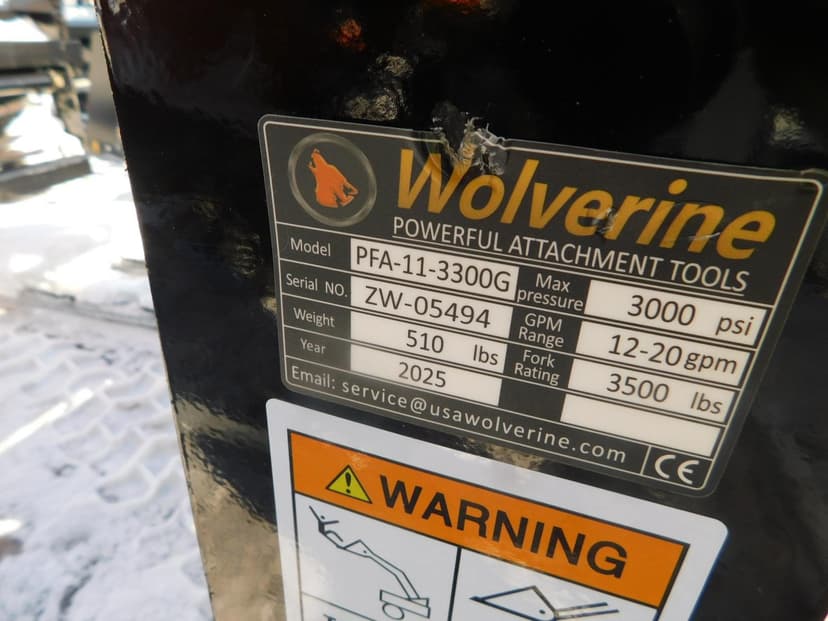 Wolverine
POWERFUL ATTACHMENT TOOLS
Model PFA-11-3300G Max pressure 3000 psi
Serial NO. ZW-05494 GPM Range 12-20 gpm
Weight 510 lbs Fork Rating 3500 lbs
Year 2025
Email: service@usawolverine.com CE
WARNING